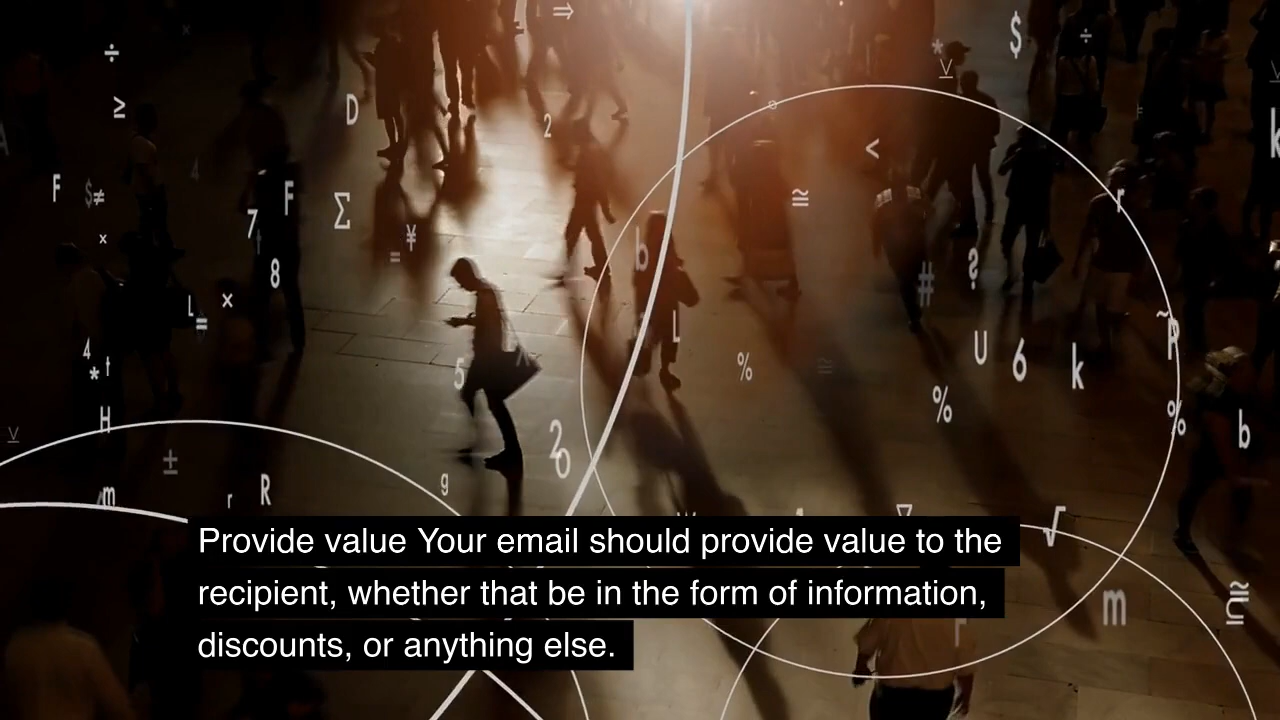 Provide value Your email should provide value to the
recipient, whether that be in the form of information,
discounts, or anything else.